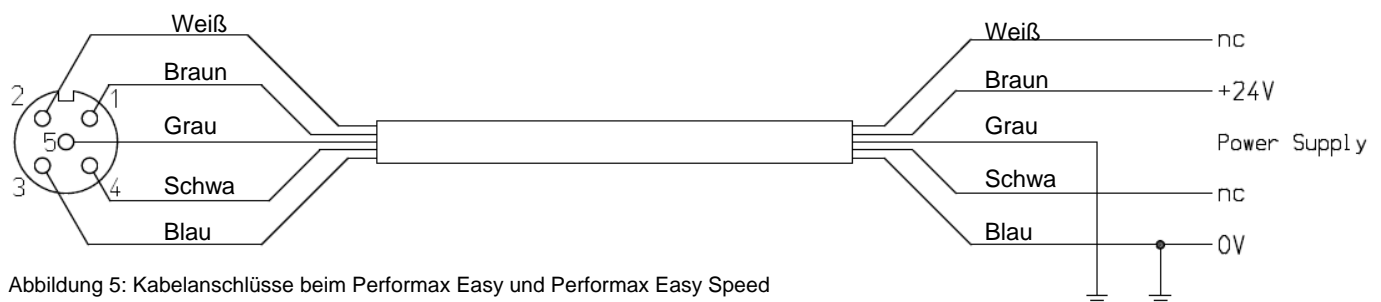 Weiß Weiß nc
Braun Braun +24V
2 1
Grau Grau Power Supply
5
Schwa Schwa nc
3 4
Blau Blau 0V
Abbildung 5: Kabelanschlüsse beim Performax Easy und Performax Easy Speed